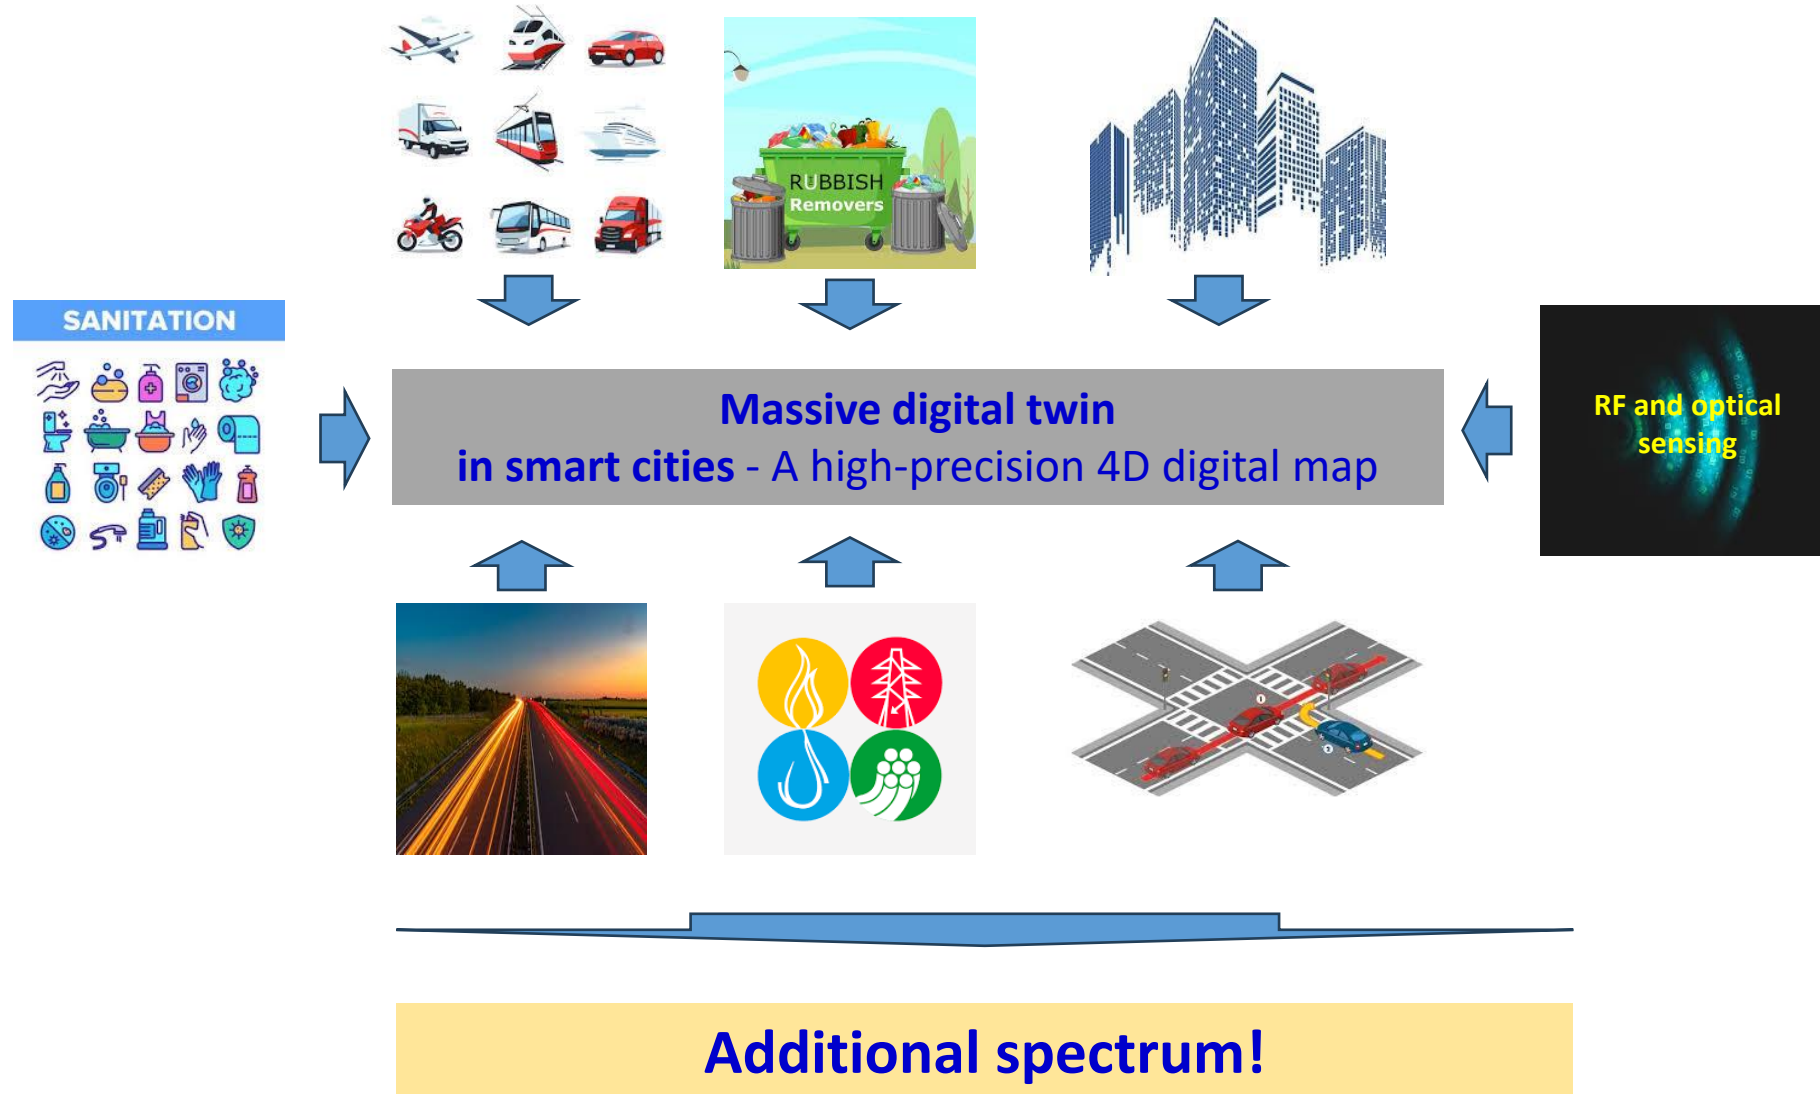 RUBBISH
Removers
SANITATION
Massive digital twin
in smart cities - A high-precision 4D digital map
RF and optical
sensing
1
Additional spectrum!